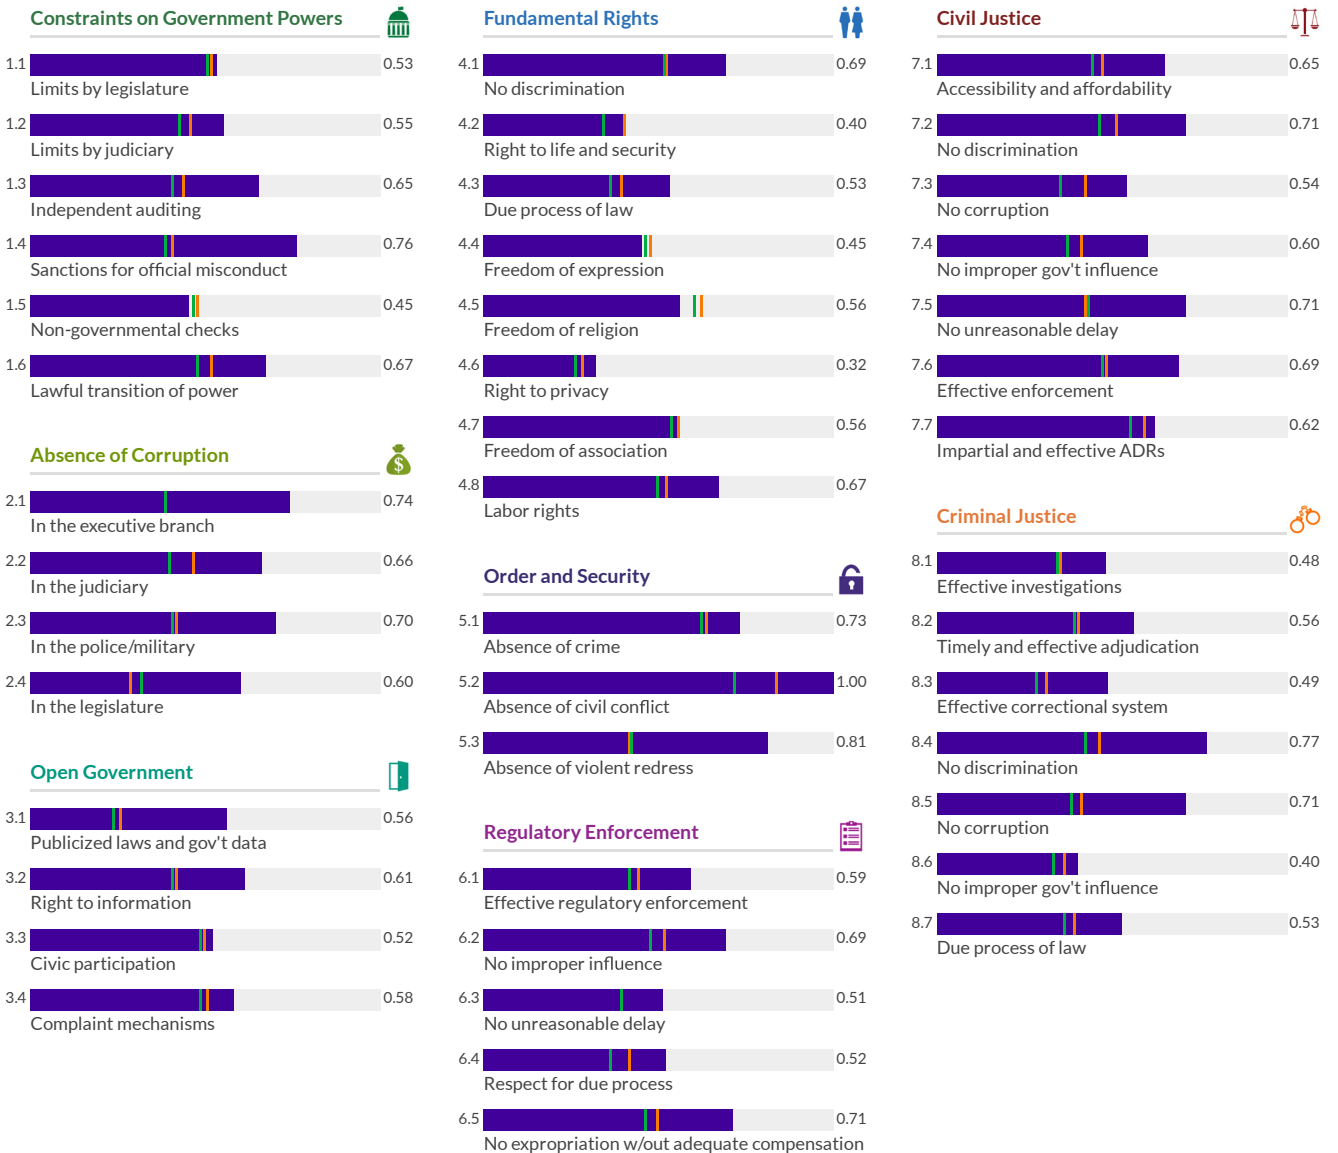 Constraints on Government Powers
1.1 0.53
Limits by legislature
1.2 0.55
Limits by judiciary
1.3 0.65
Independent auditing
1.4 0.76
Sanctions for official misconduct
1.5 0.45
Non-governmental checks
1.6 0.67
Lawful transition of power
Absence of Corruption
$
2.1 0.74
In the executive branch
2.2 0.66
In the judiciary
2.3 0.70
In the police/military
2.4 0.60
In the legislature
Open Government
3.1 0.56
Publicized laws and gov't data
3.2 0.61
Right to information
3.3 0.52
Civic participation
3.4 0.58
Complaint mechanisms
Fundamental Rights
4.1 0.69
No discrimination
4.2 0.40
Right to life and security
4.3 0.53
Due process of law
4.4 0.45
Freedom of expression
4.5 0.56
Freedom of religion
4.6 0.32
Right to privacy
4.7 0.56
Freedom of association
4.8 0.67
Labor rights
Order and Security
5.1 0.73
Absence of crime
5.2 1.00
Absence of civil conflict
5.3 0.81
Absence of violent redress
Regulatory Enforcement
6.1 0.59
Effective regulatory enforcement
6.2 0.69
No improper influence
6.3 0.51
No unreasonable delay
6.4 0.52
Respect for due process
6.5 0.71
No expropriation w/out adequate compensation
Civil Justice
7.1 0.65
Accessibility and affordability
7.2 0.71
No discrimination
7.3 0.54
No corruption
7.4 0.60
No improper gov't influence
7.5 0.71
No unreasonable delay
7.6 0.69
Effective enforcement
7.7 0.62
Impartial and effective ADRs
Criminal Justice
8.1 0.48
Effective investigations
8.2 0.56
Timely and effective adjudication
8.3 0.49
Effective correctional system
8.4 0.77
No discrimination
8.5 0.71
No corruption
8.6 0.40
No improper gov't influence
8.7 0.53
Due process of law